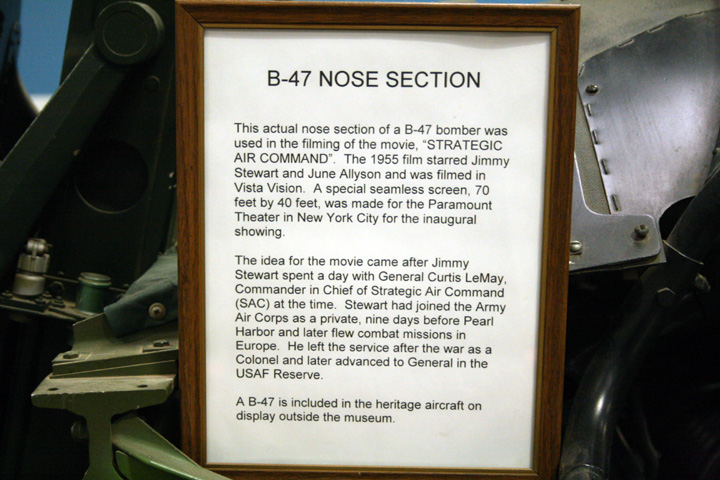 B-47 NOSE SECTION
This actual nose section of a B-47 bomber was
used in the filming of the movie, “STRATEGIC
AIR COMMAND”. The 1955 film starred Jimmy
Stewart and June Allyson and was filmed in
Vista Vision. A special seamless screen, 70
feet by 40 feet, was made for the Paramount
Theater in New York City for the inaugural
showing.
The idea for the movie came after Jimmy
Stewart spent a day with General Curtis LeMay,
Commander in Chief of Strategic Air Command
(SAC) at the time. Stewart had joined the Army
Air Corps as a private, nine days before Pearl
Harbor and later flew combat missions in
Europe. He left the service after the war as a
Colonel and later advanced to General in the
USAF Reserve.
A B-47 is included in the heritage aircraft on
display outside the museum.